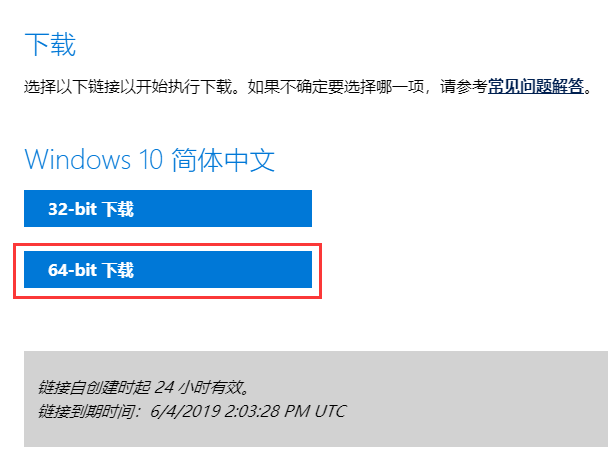 下载
选择以下链接以开始执行下载。如果不确定要选择哪一项，请参考常见问题解答。
Windows 10 简体中文
32-bit 下载
64-bit 下载
链接自创建时起 24 小时有效。
链接到期时间：6/4/2019 2:03:28 PM UTC